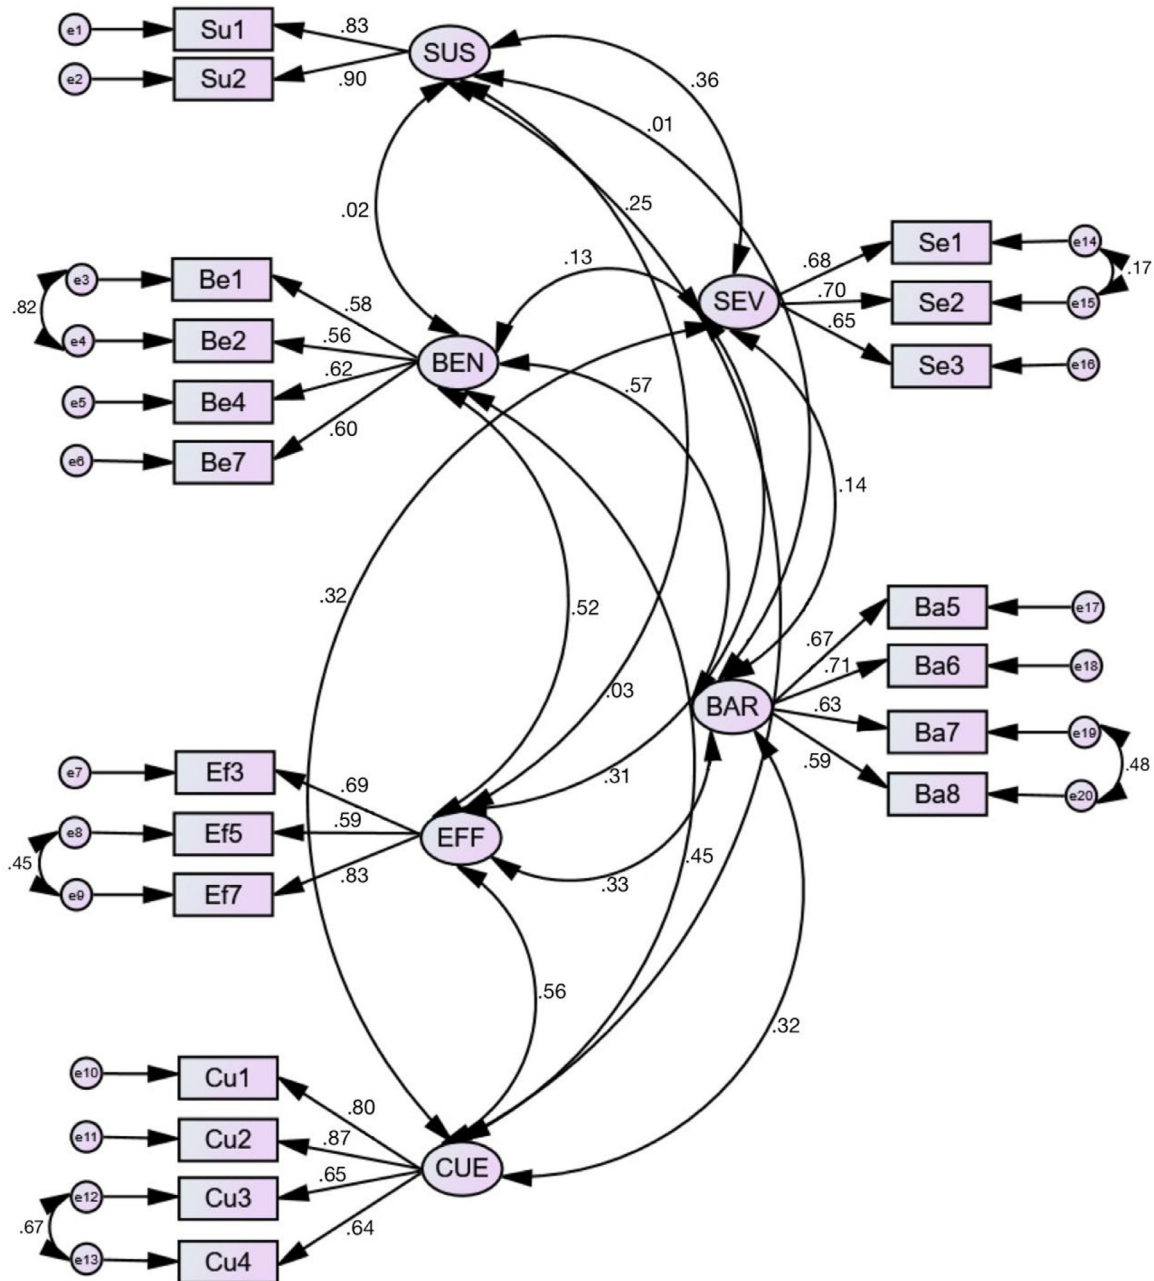 e1 Su1 .83 SUS
e2 Su2 .90
.36
.01
.02
.25
.13
e3 Be1 .58
.82
e4 Be2 .56 BEN
e5 Be4 .62
e6 Be7 .60
SEV
.68 Se1 e14
.17
.70 Se2 e15
.65 Se3 e16
.57
.14
.32
.52
.03
BAR
.67 Ba5 e17
.71 Ba6 e18
.63 Ba7 e19
.48
.59 Ba8 e20
e7 Ef3 .69
e8 Ef5 .59 EFF
.45
e9 Ef7 .83
.31
.33
.45
.56
.32
e10 Cu1 .80
e11 Cu2 .87 CUE
e12 Cu3 .65
.67
e13 Cu4 .64